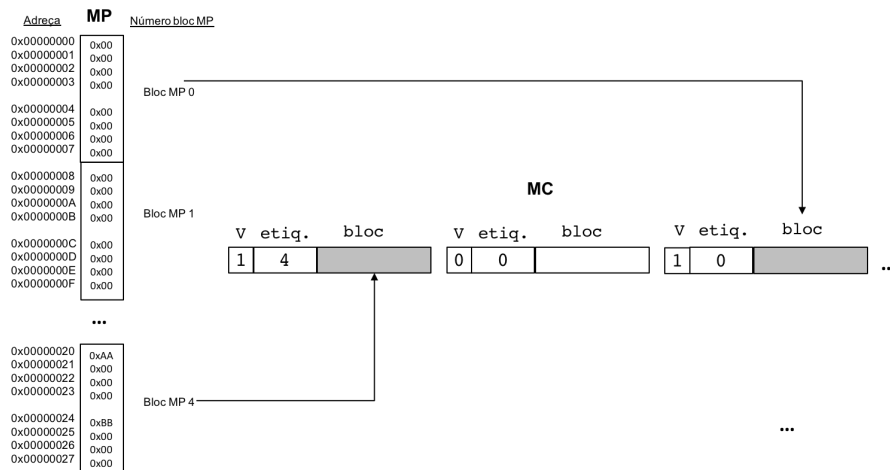 Adreça MP Número bloc MP
0x00000000 0x00
0x00000001 0x00
0x00000002 0x00
0x00000003 0x00
Bloc MP 0
0x00000004 0x00
0x00000005 0x00
0x00000006 0x00
0x00000007 0x00
0x00000008 0x00
0x00000009 0x00
0x0000000A 0x00
0x0000000B 0x00
Bloc MP 1
0x0000000C 0x00
0x0000000D 0x00
0x0000000E 0x00
0x0000000F 0x00
...
0x00000020 0xAA
0x00000021 0x00
0x00000022 0x00
0x00000023 0x00
Bloc MP 4
0x00000024 0xBB
0x00000025 0x00
0x00000026 0x00
0x00000027 0x00
MC
V etiq. bloc V etiq. bloc V etiq. bloc
1 4 0 0 1 0 ...
...